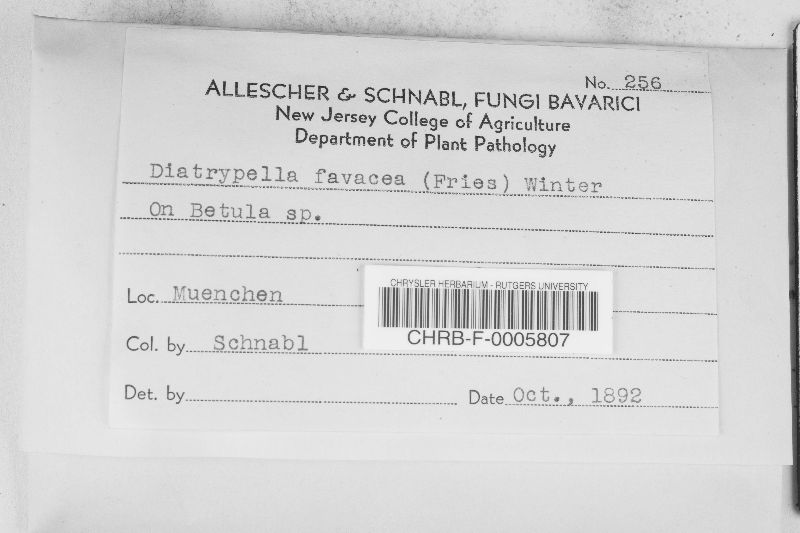 No. 256
ALLESCHER & SCHNABL, FUNGI BAVARICI
New Jersey College of Agriculture
Department of Plant Pathology
Diatrypella favacea (Fries) Winter
On Betula sp.
Loc. Muenchen
CHRYSLER HERBARIUM - RUTGERS UNIVERSITY
CHRB-F-0005807
Col. by Schnabl
Det. by
Date Oct., 1892